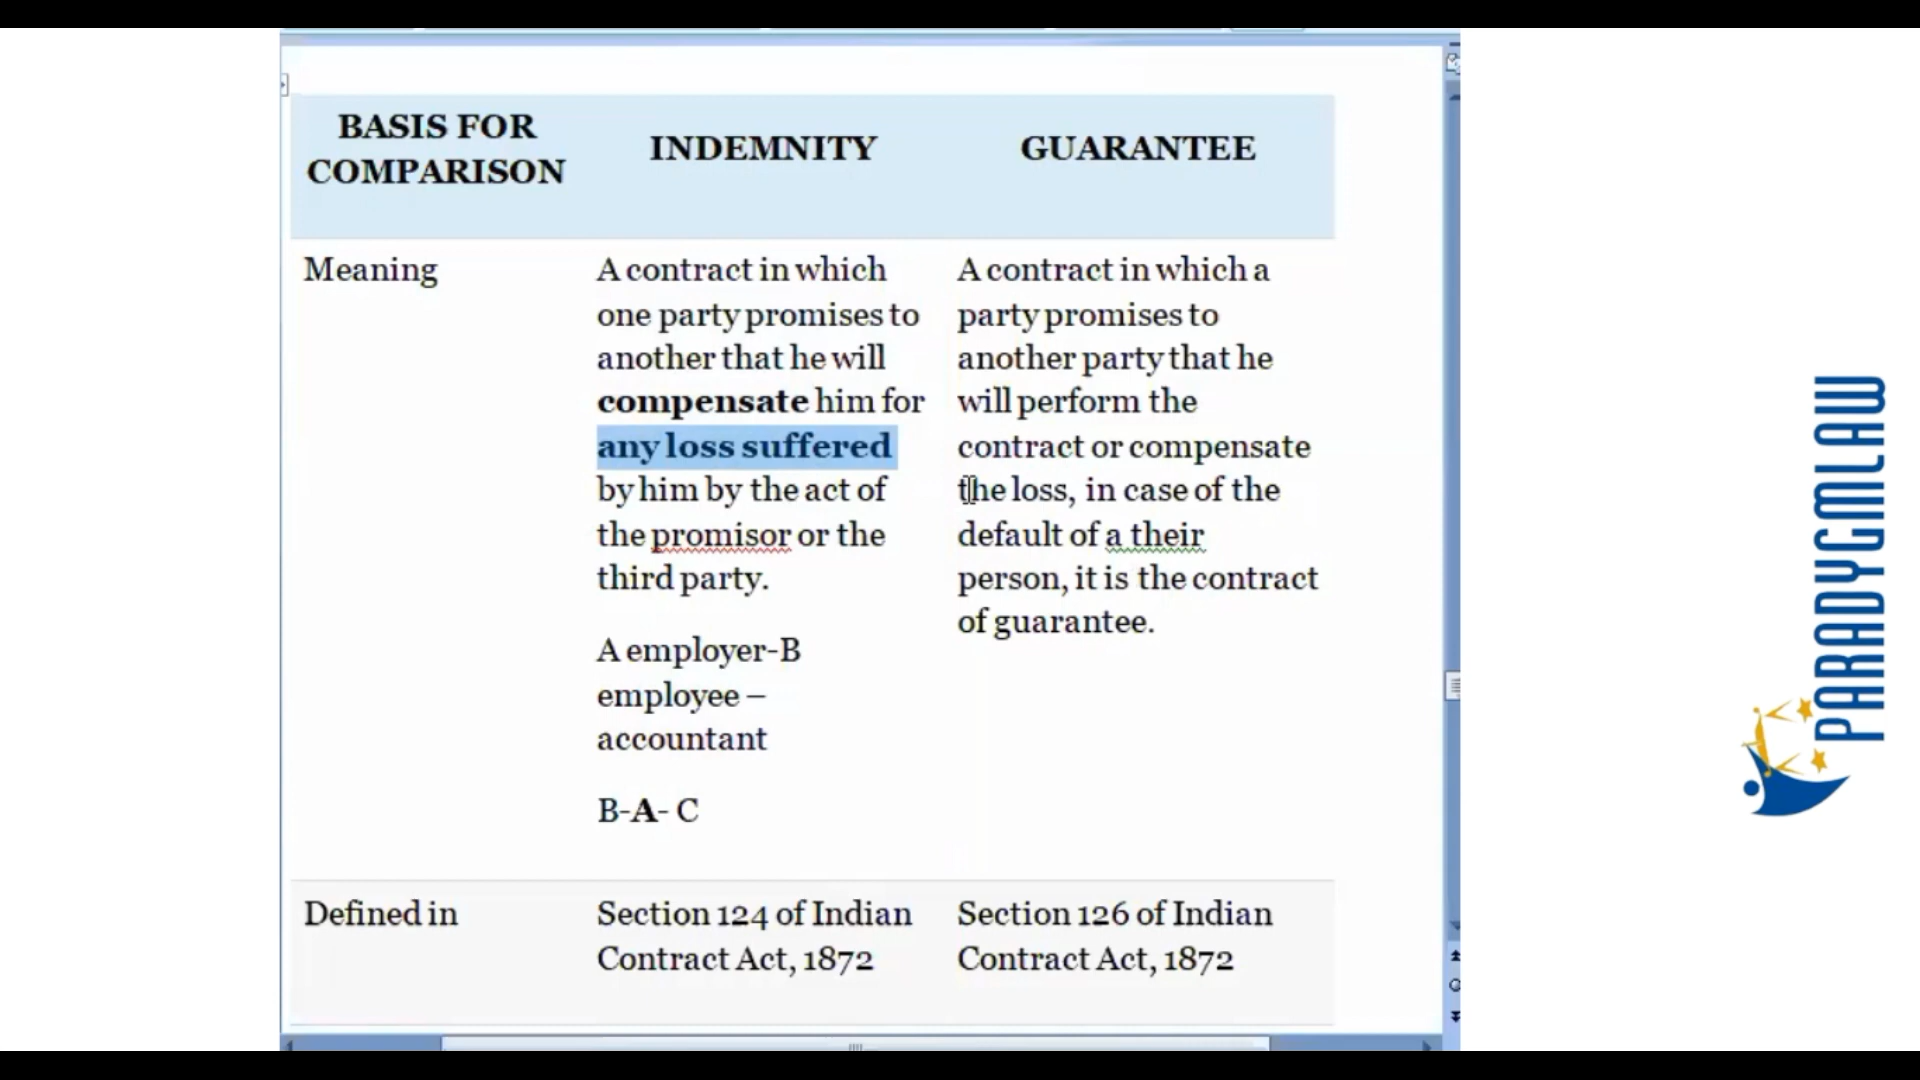 BASIS FOR
COMPARISON
INDEMNITY
GUARANTEE
Meaning
A contract in which
one party promises to
another that he will
compensate him for
any loss suffered
by him by the act of
the promisor or the
third party.
A employer-B
employee –
accountant
B-A- C
A contract in which a
party promises to
another party that he
will perform the
contract or compensate
the loss, in case of the
default of a their
person, it is the contract
of guarantee.
Defined in
Section 124 of Indian
Contract Act, 1872
Section 126 of Indian
Contract Act, 1872
PARADYGMLAW